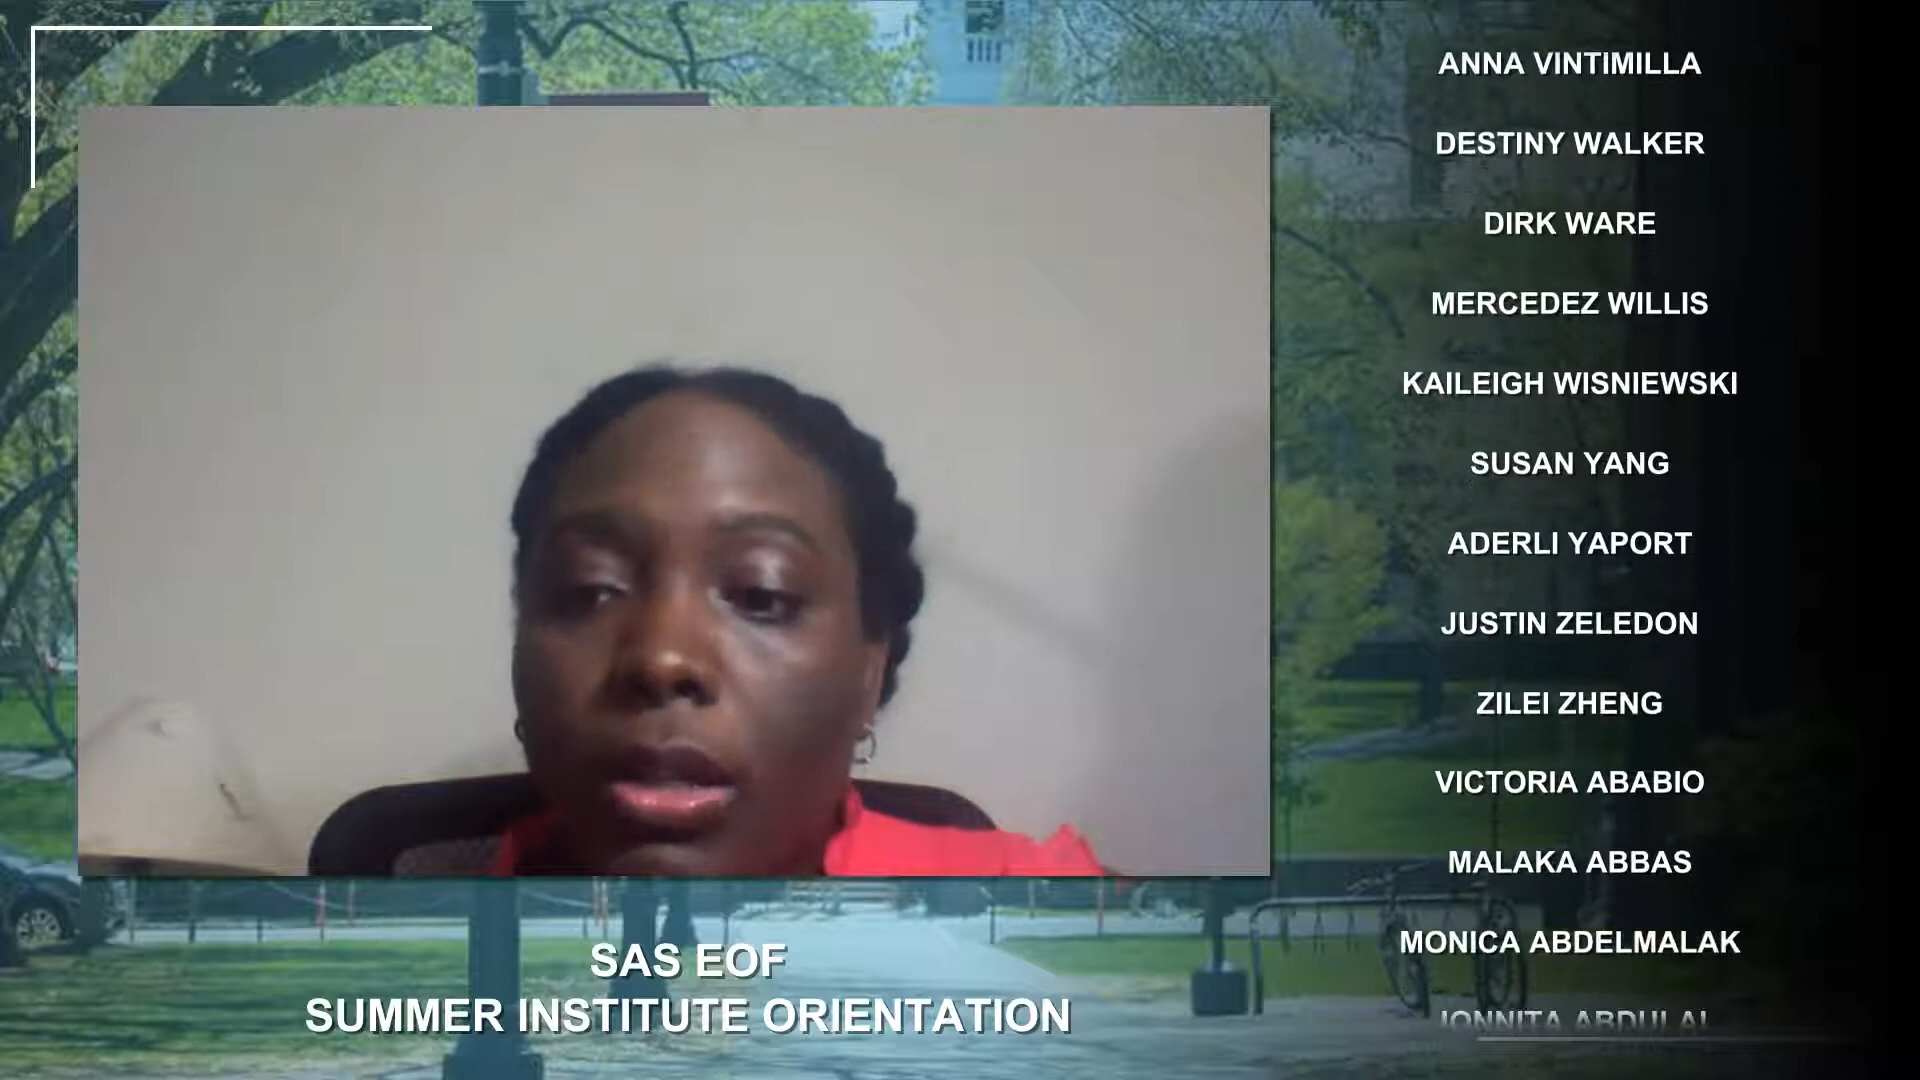 ANNA VINTIMILLA
DESTINY WALKER
DIRK WARE
MERCEDEZ WILLIS
KAILEIGH WISNIEWSKI
SUSAN YANG
ADERLI YAPORT
JUSTIN ZELEDON
ZILEI ZHENG
VICTORIA ABABIO
MALAKA ABBAS
MONICA ABDELMALAK
SAS EOF
SUMMER INSTITUTE ORIENTATION